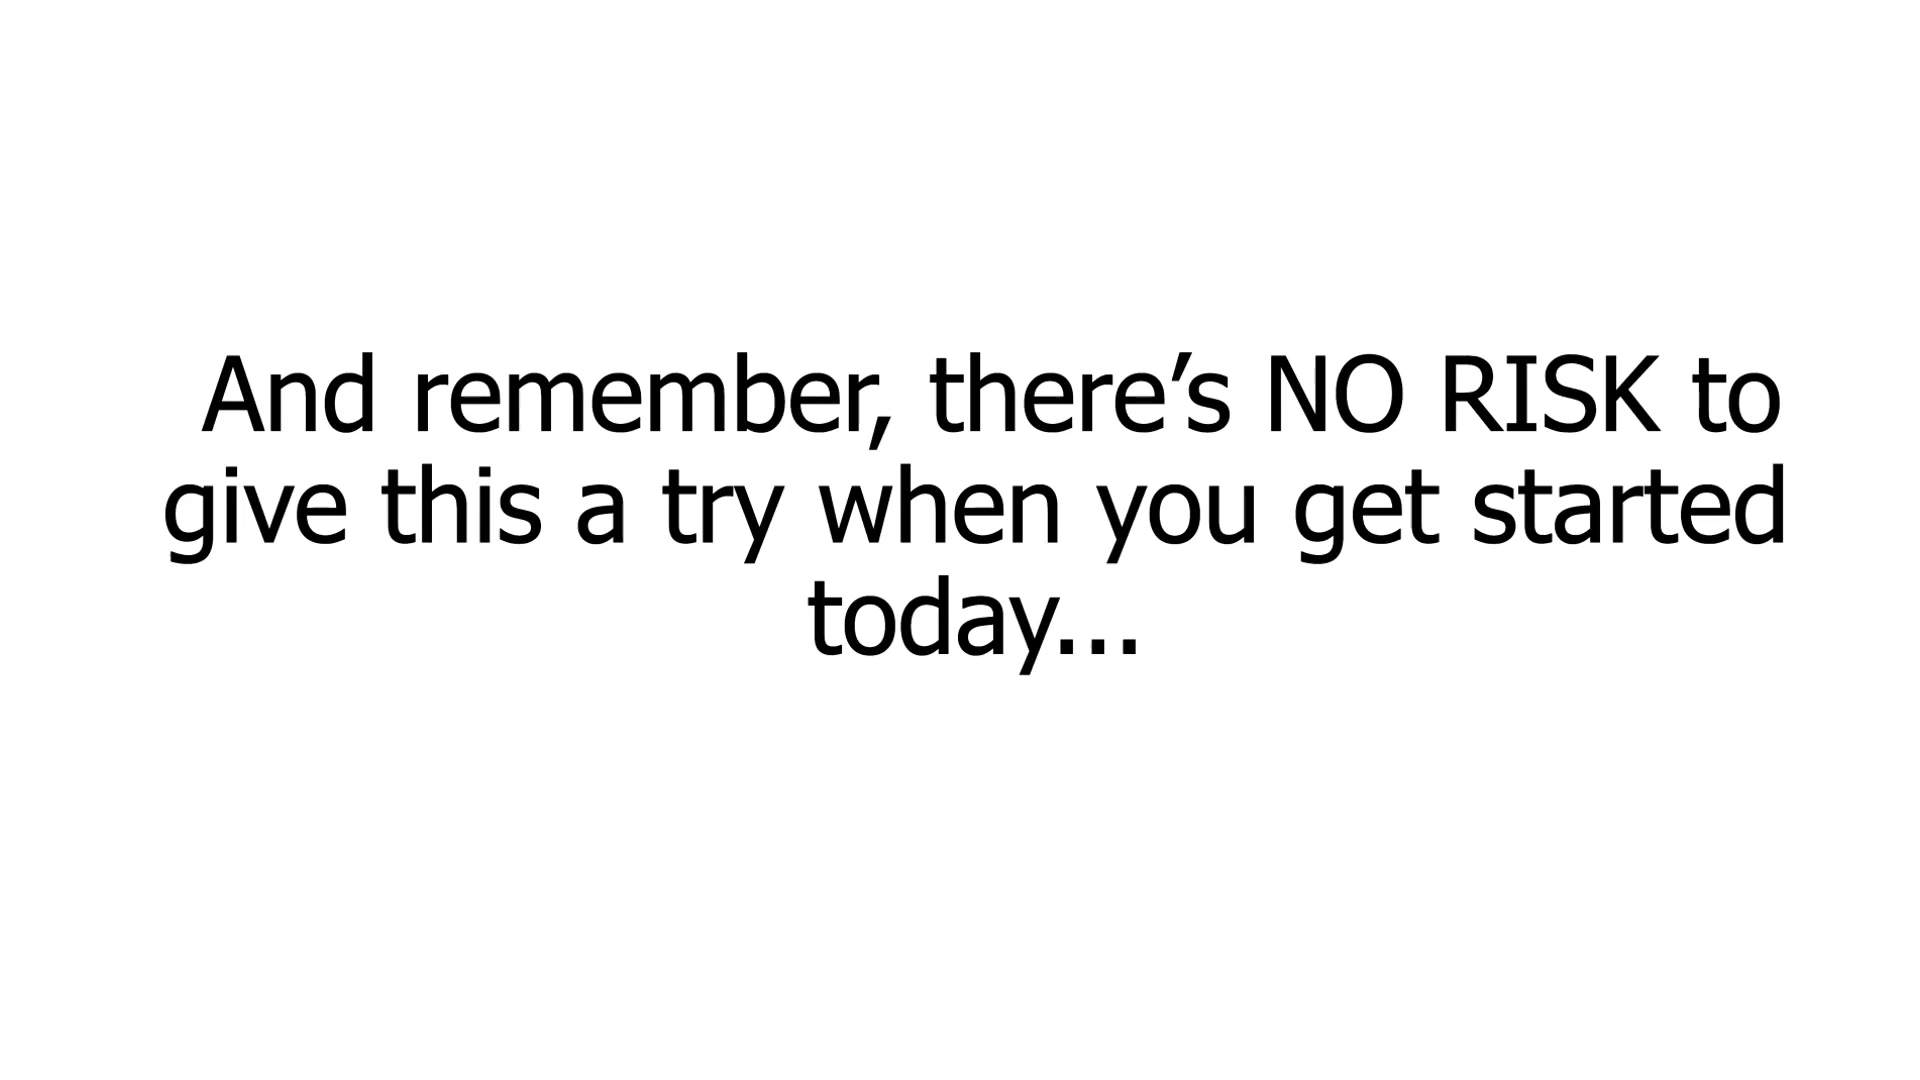 And remember, there’s NO RISK to
give this a try when you get started
today...